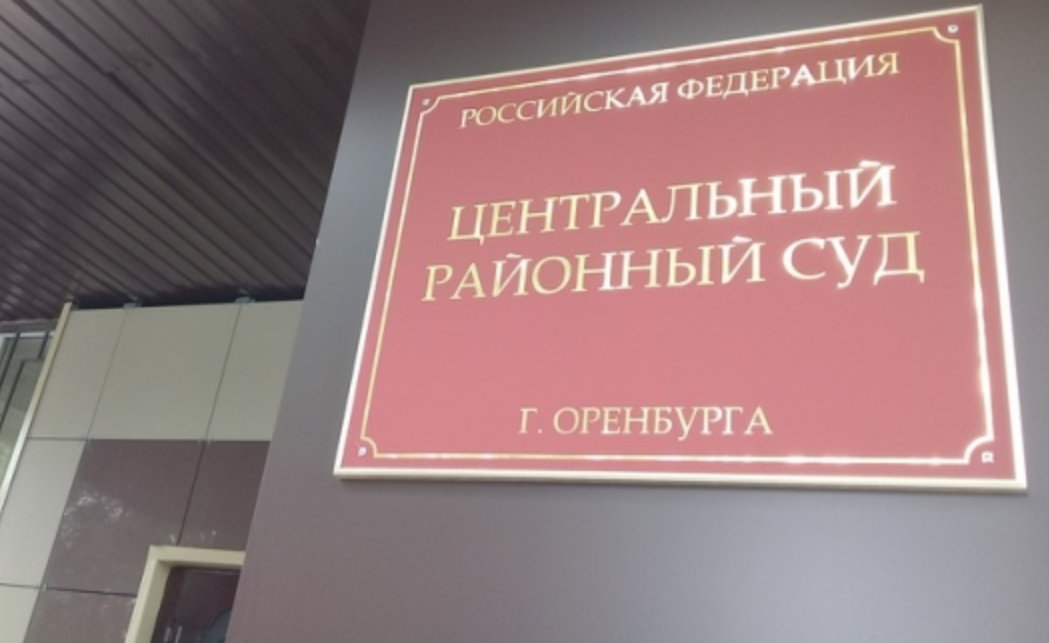 РОССИЙСКАЯ ФЕДЕРАЦИЯ
ЦЕНТРАЛЬНЫЙ
РАЙОННЫЙ СУД
Г. ОРЕНБУРГА